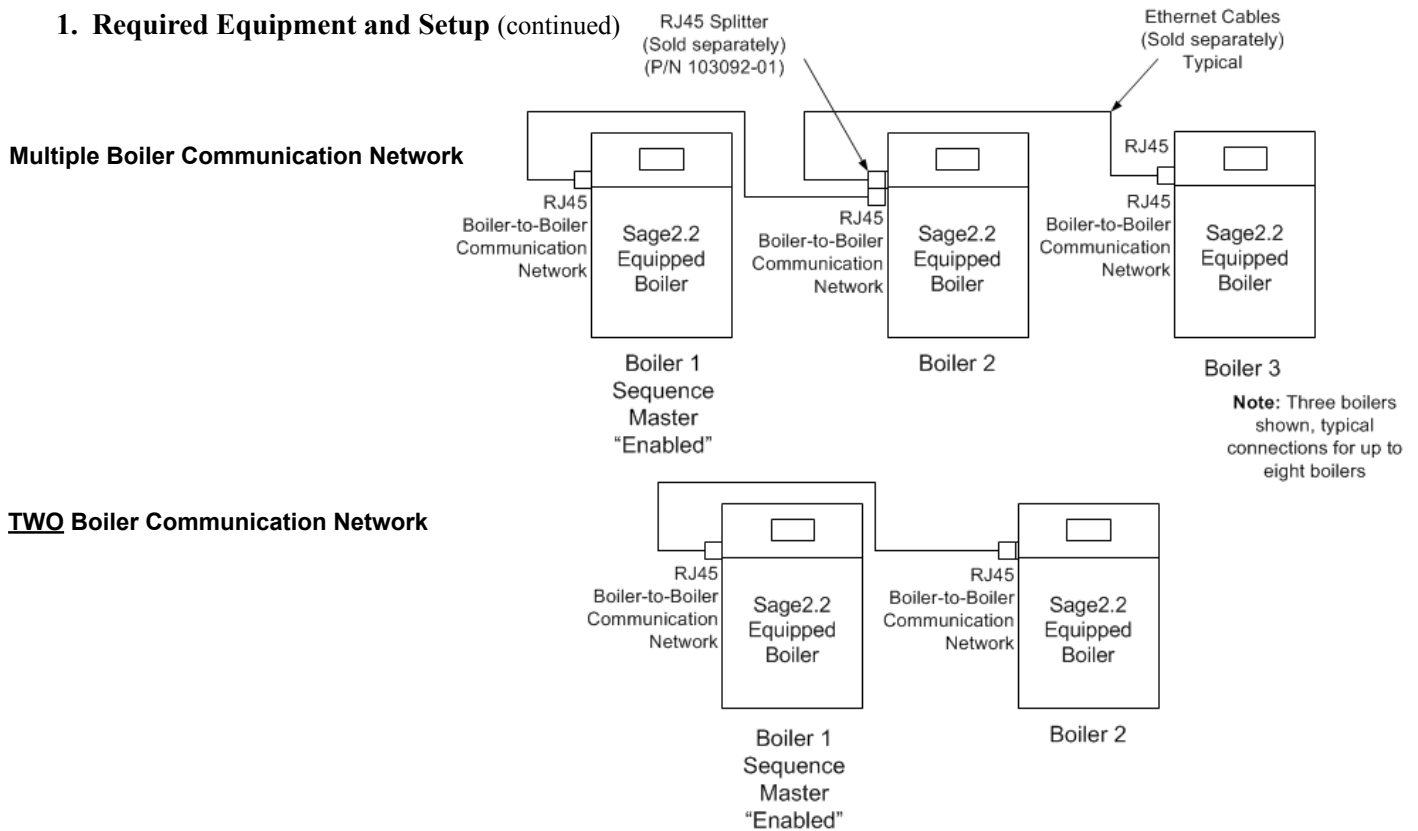 1. Required Equipment and Setup (continued)
RJ45 Splitter
(Sold separately)
(P/N 103092-01)
Ethernet Cables
(Sold separately)
Typical
Multiple Boiler Communication Network
RJ45
Boiler-to-Boiler
Communication
Network
Sage2.2
Equipped
Boiler
Boiler 1
Sequence
Master
“Enabled”
RJ45
Boiler-to-Boiler
Communication
Network
Sage2.2
Equipped
Boiler
Boiler 2
RJ45
RJ45
Boiler-to-Boiler
Communication
Network
Sage2.2
Equipped
Boiler
Boiler 3
Note: Three boilers
shown, typical
connections for up to
eight boilers
TWO Boiler Communication Network
RJ45
Boiler-to-Boiler
Communication
Network
Sage2.2
Equipped
Boiler
Boiler 1
Sequence
Master
“Enabled”
RJ45
Boiler-to-Boiler
Communication
Network
Sage2.2
Equipped
Boiler
Boiler 2